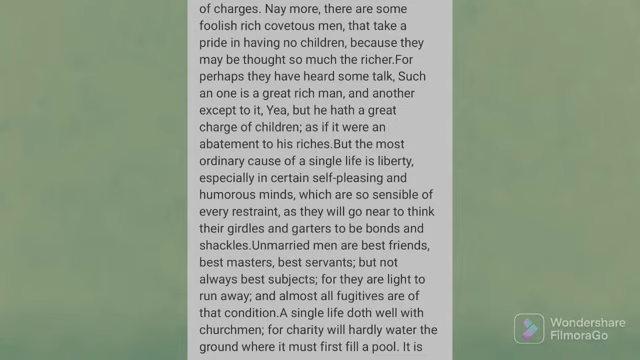 of charges. Nay more, there are some
foolish rich covetous men, that take a
pride in having no children, because they
may be thought so much the richer.For
perhaps they have heard some talk, Such
an one is a great rich man, and another
except to it, Yea, but he hath a great
charge of children; as if it were an
abatement to his riches.But the most
ordinary cause of a single life is liberty,
especially in certain self-pleasing and
humorous minds, which are so sensible of
every restraint, as they will go near to think
their girdles and garters to be bonds and
shackles.Unmarried men are best friends,
best masters, best servants; but not
always best subjects; for they are light to
run away; and almost all fugitives are of
that condition.A single life doth well with
churchmen; for charity will hardly water the
ground where it must first fill a pool. It is
Wondershare
FilmoraGo